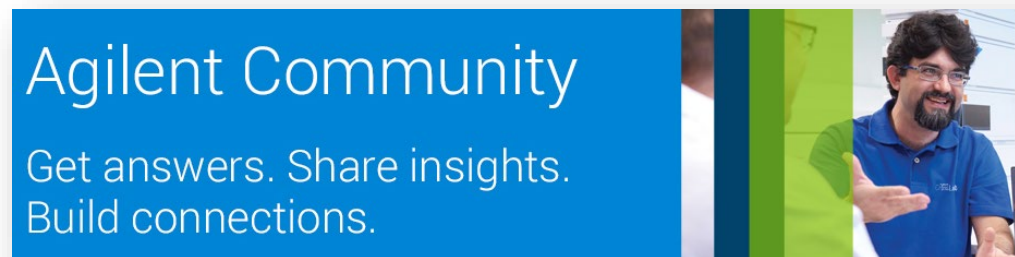 Agilent Community
Get answers. Share insights.
Build connections.